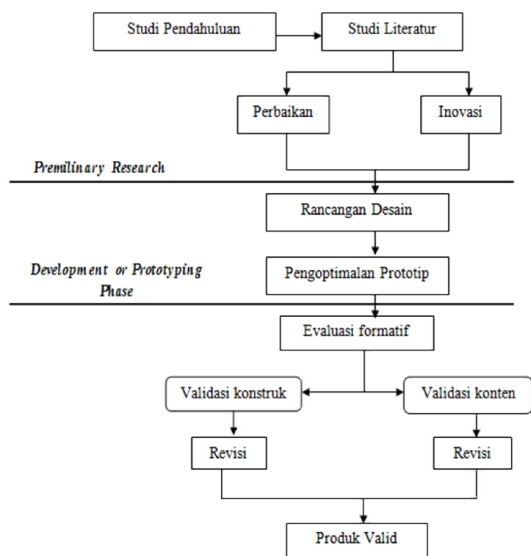 Studi Pendahuluan
Studi Literatur
Perbaikan
Inovasi
Premilinary Research
Rancangan Desain
Development or Prototyping
Phase
Pengoptimalan Prototip
Evaluasi formatif
Validasi konstruk
Validasi konten
Revisi
Revisi
Produk Valid